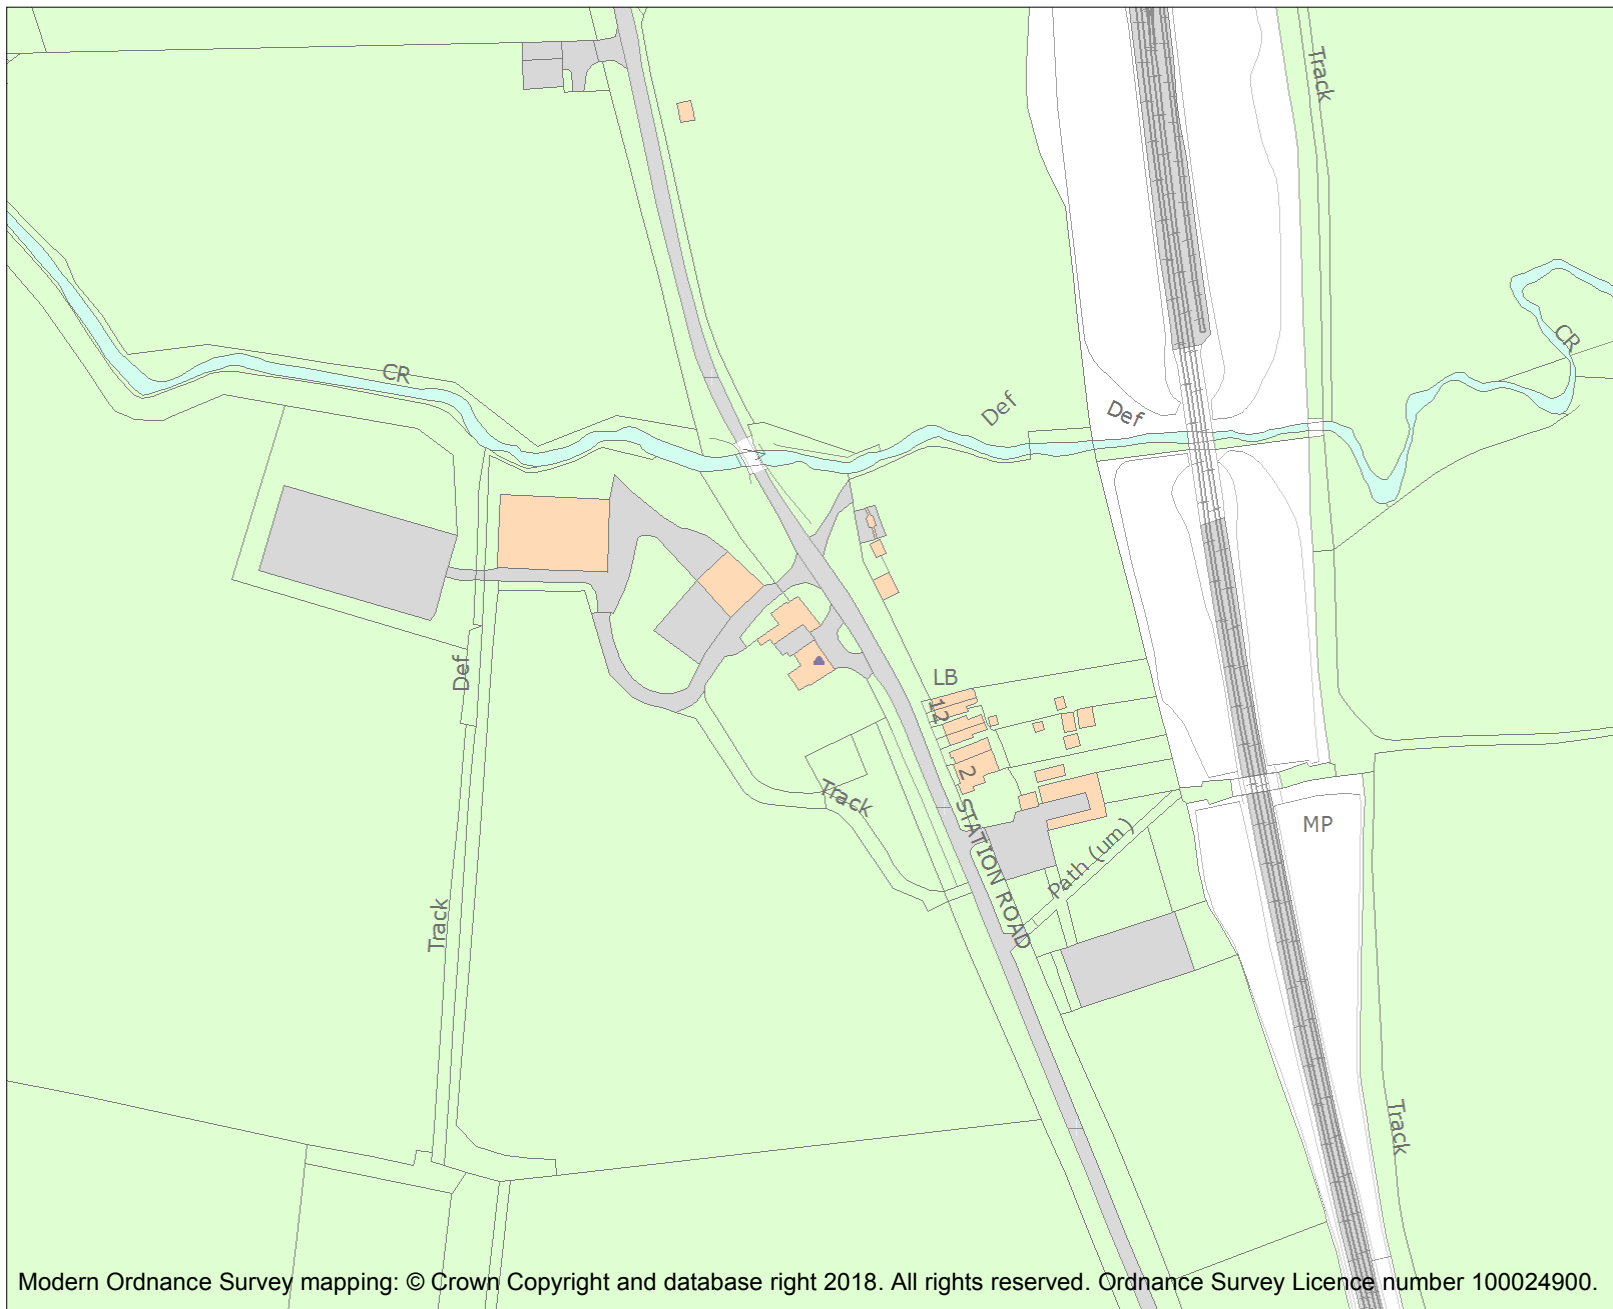 Track
CR
CR
Def
Def
Def
LB
12
2
Track
STATION ROAD
MP
Path (um)
Track
Track
Modern Ordnance Survey mapping: © Crown Copyright and database right 2018. All rights reserved. Ordnance Survey Licence number 100024900.